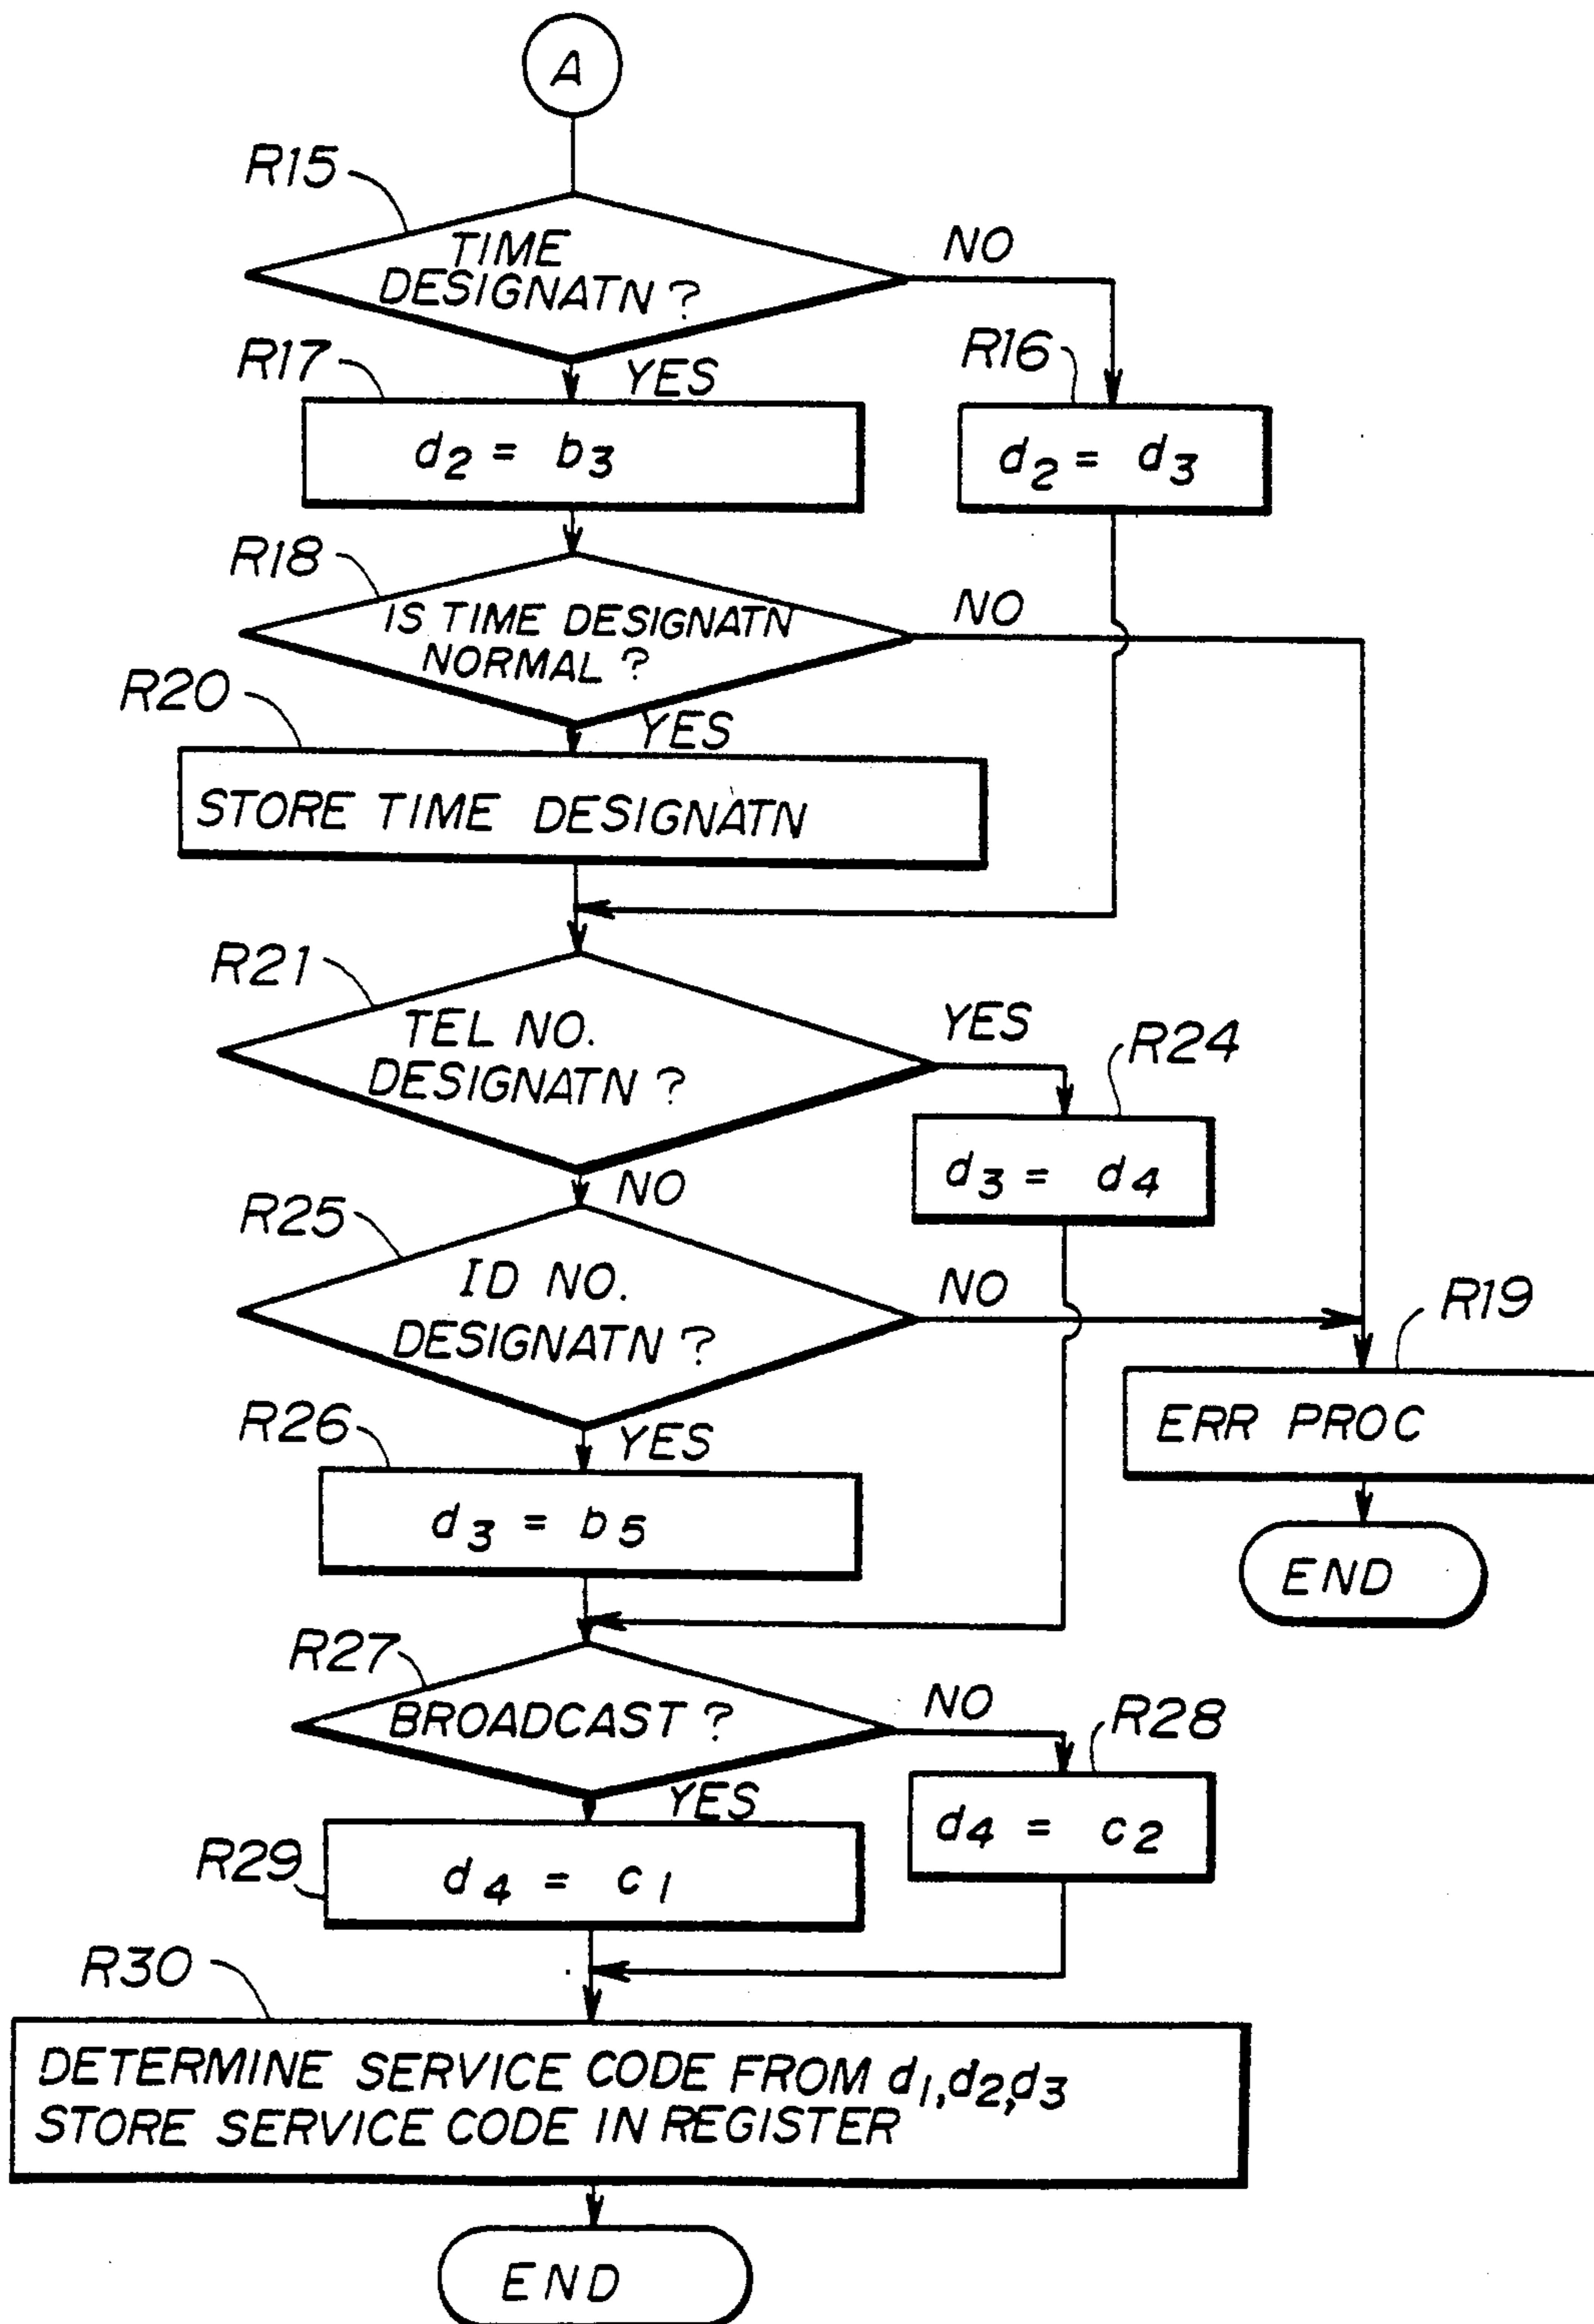 A
R15
TIME
DESIGNATN ?
NO
R17
YES
R16
d2 = b3
d2 = d3
R18
IS TIME DESIGNATN
NORMAL ?
NO
R20
YES
STORE TIME DESIGNATN
R21
TEL NO.
DESIGNATN ?
YES
R24
d3 = d4
NO
R25
ID NO.
DESIGNATN ?
NO
R19
ERR PROC
END
R26
YES
d3 = b5
R27
BROADCAST ?
NO
R28
YES
d4 = c2
R29
d4 = c1
R30
DETERMINE SERVICE CODE FROM d1,d2,d3
STORE SERVICE CODE IN REGISTER
END